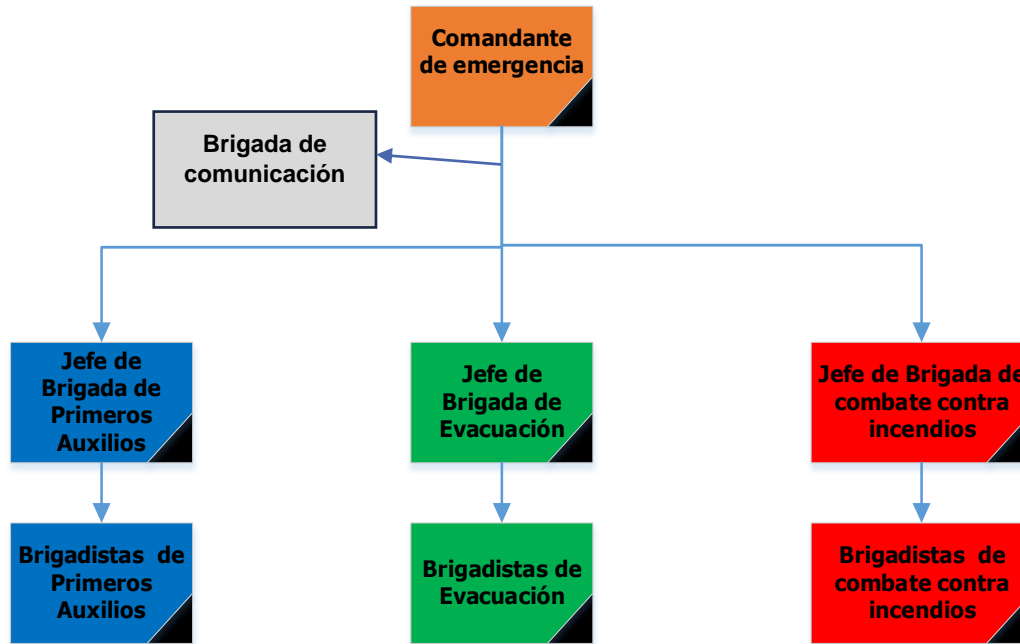 Comandante
de emergencia
Brigada de
comunicación
Jefe de
Brigada de
Primeros
Auxilios
Jefe de
Brigada de
Evacuación
Jefe de Brigada de
combate contra
incendios
Brigadistas de
Primeros
Auxilios
Brigadistas de
Evacuación
Brigadistas de
combate contra
incendios